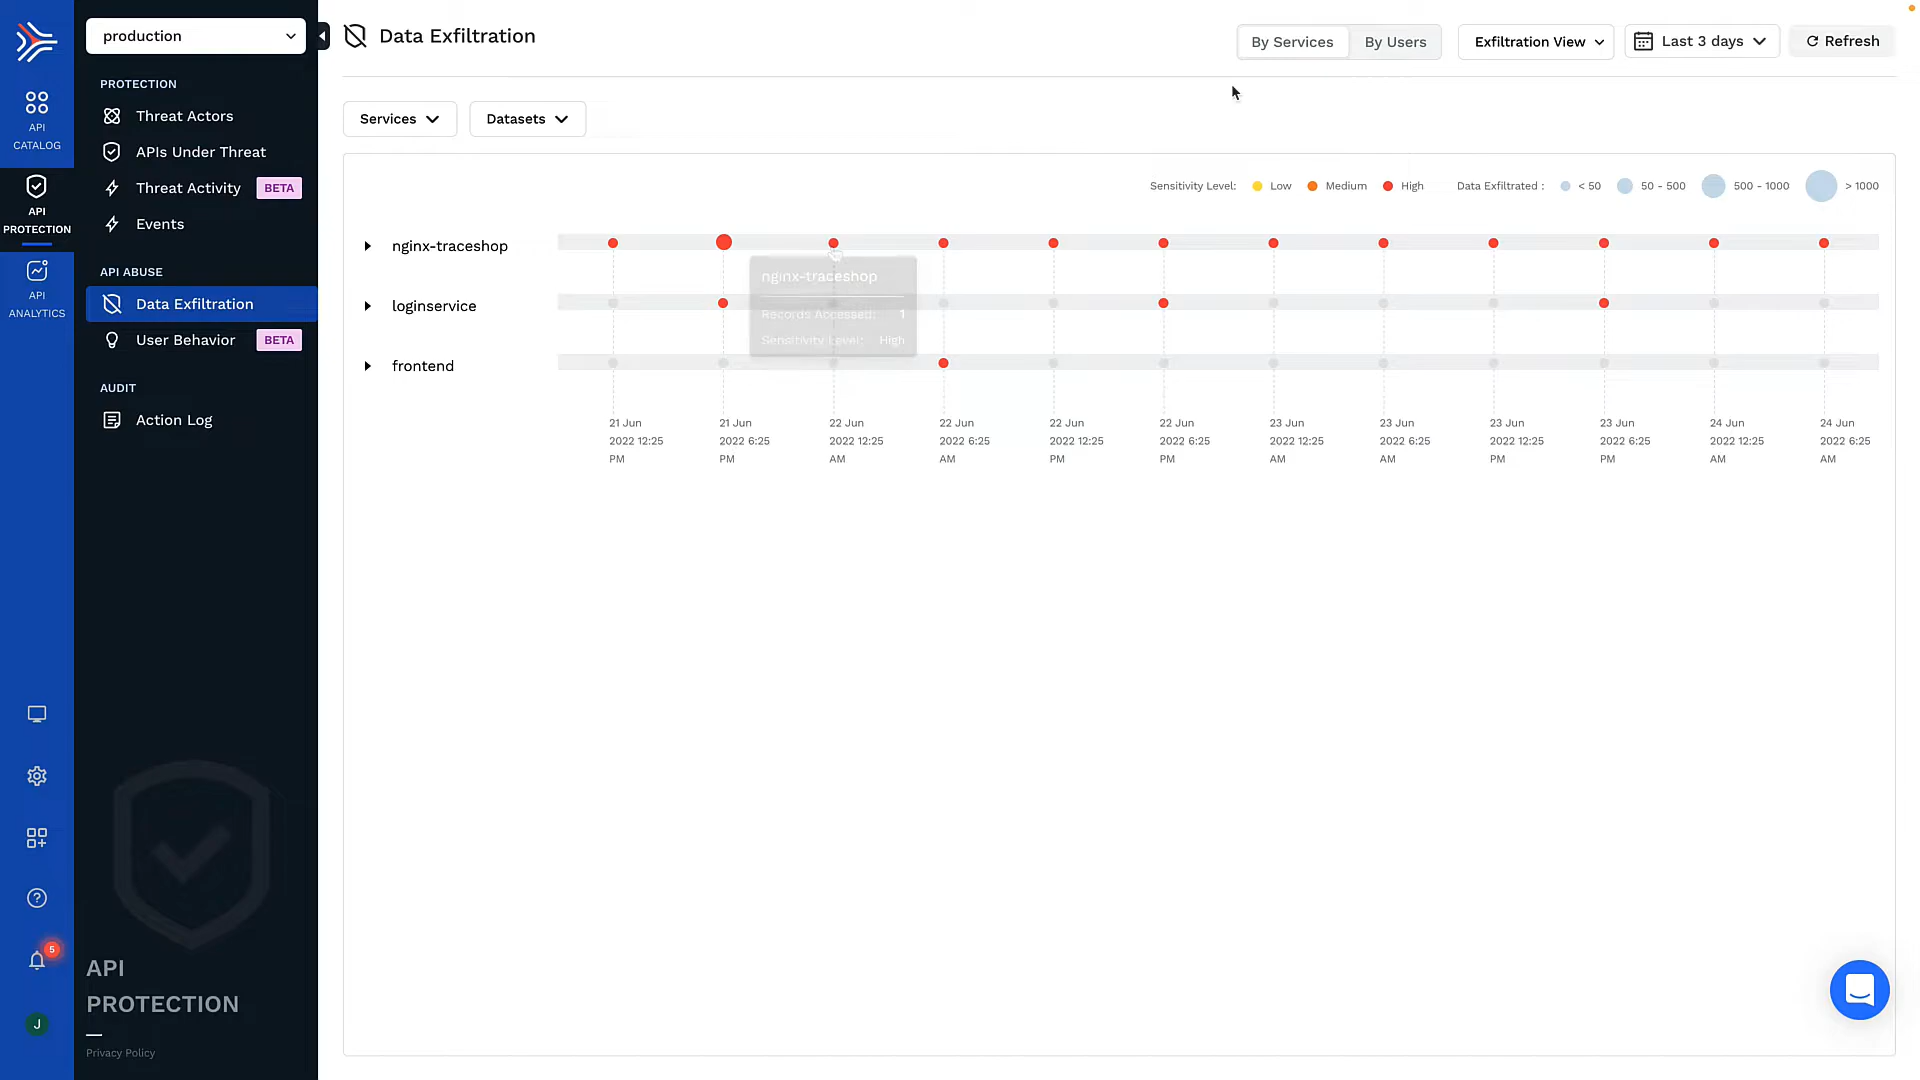 production
Data Exfiltration
By Services
By Users
Exfiltration View
Last 3 days
Refresh
API
CATALOG
API
PROTECTION
API
ANALYTICS
5
J
PROTECTION
Threat Actors
APIs Under Threat
Threat Activity BETA
Events
API ABUSE
Data Exfiltration
User Behavior BETA
AUDIT
Action Log
API
PROTECTION
Privacy Policy
Services
Datasets
Sensitivity Level: Low Medium High Data Exfiltrated : < 50 50 - 500 500 - 1000 > 1000
nginx-traceshop
nginx-traceshop
Records Accessed: 1
Sensitivity Level: High
loginservice
frontend
21 Jun
2022 12:25
PM
21 Jun
2022 6:25
PM
22 Jun
2022 12:25
AM
22 Jun
2022 6:25
AM
22 Jun
2022 12:25
PM
22 Jun
2022 6:25
PM
23 Jun
2022 12:25
AM
23 Jun
2022 6:25
AM
23 Jun
2022 12:25
PM
23 Jun
2022 6:25
PM
24 Jun
2022 12:25
AM
24 Jun
2022 6:25
AM